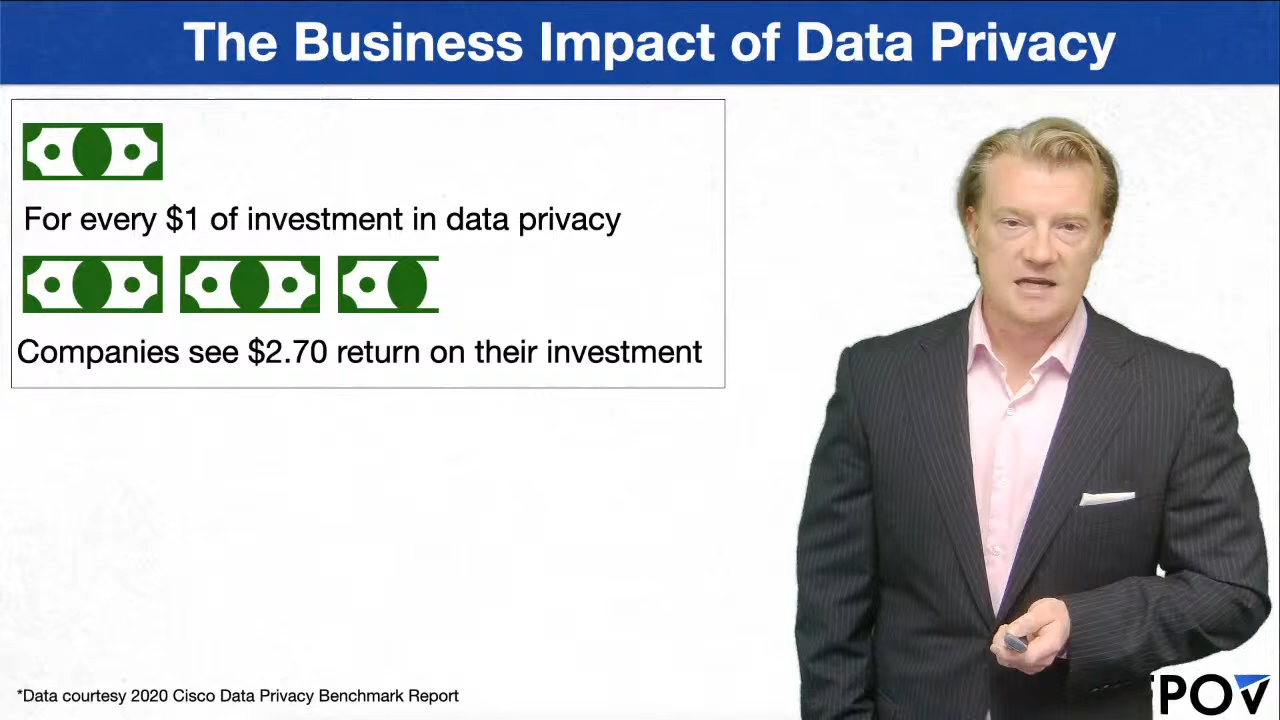 The Business Impact of Data Privacy
For every $1 of investment in data privacy
Companies see $2.70 return on their investment
*Data courtesy 2020 Cisco Data Privacy Benchmark Report
POV